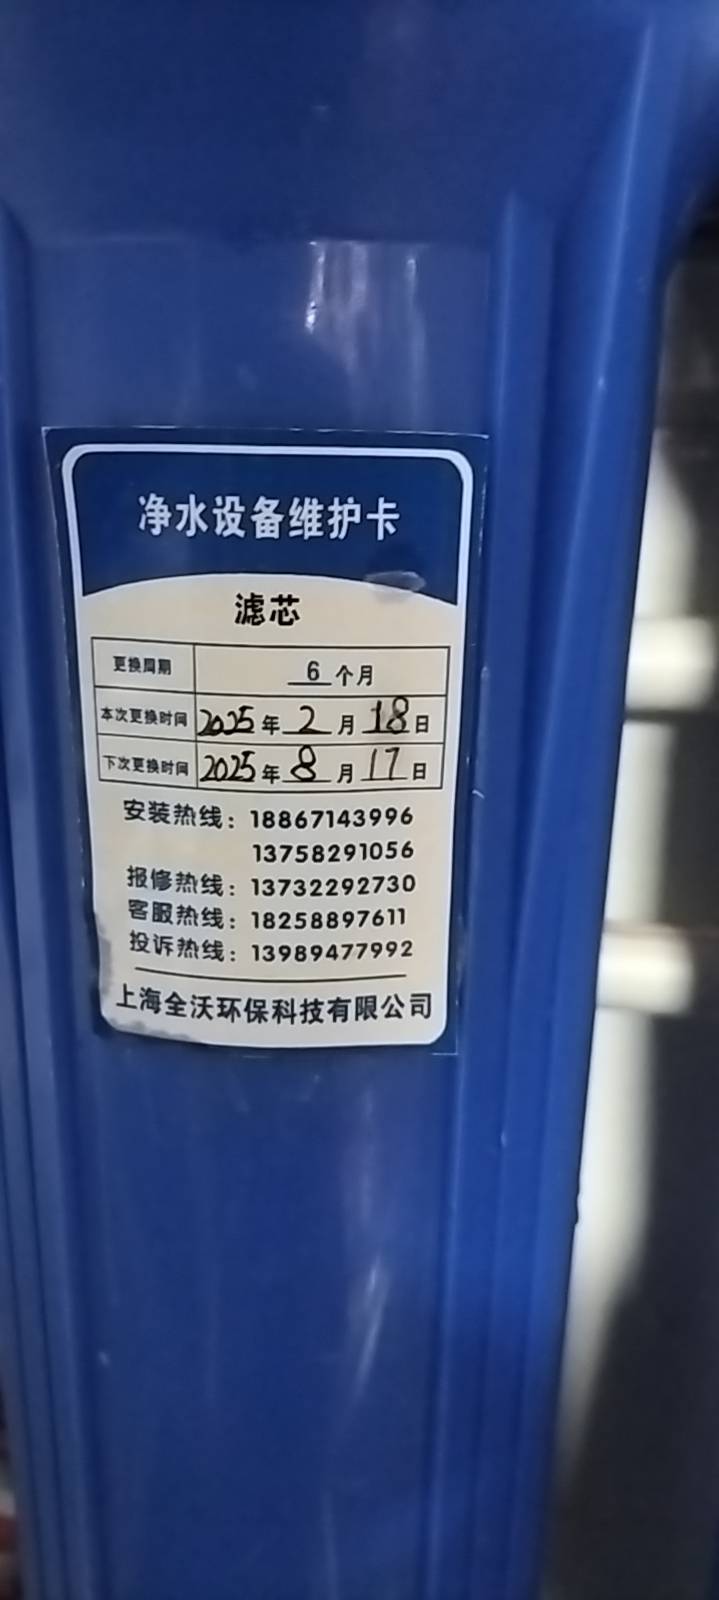 净水设备维护卡
滤芯
更换周期 6 个月
本次更换时间 2025 年 2 月 18 日
下次更换时间 2025 年 8 月 17 日
安装热线：18867143996
13758291056
报修热线：13732292730
客服热线：18258897611
投诉热线：13989477992
上海全沃环保科技有限公司